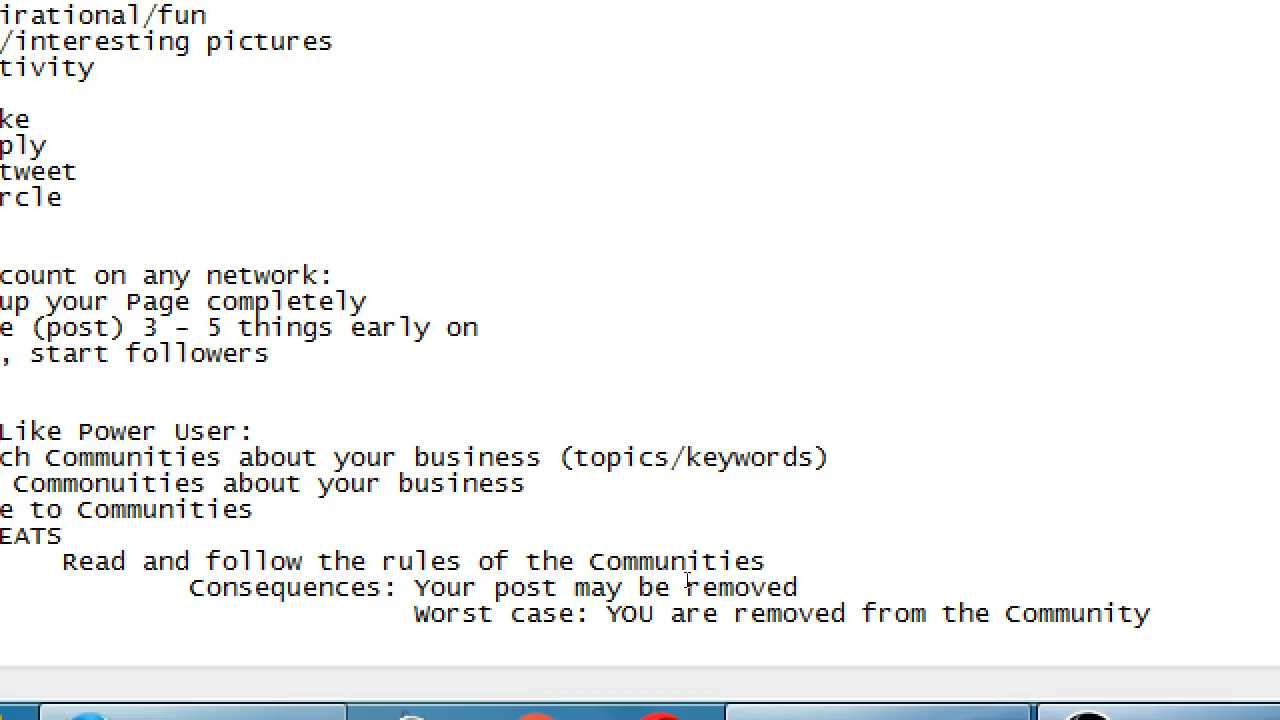 irational/fun
/interesting pictures
tivity
ke
ply
tweet
rcle
count on any network:
up your Page completely
e (post) 3 - 5 things early on
, start followers
Like Power User:
ch Communities about your business (topics/keywords)
Commonuities about your business
e to Communities
EATS
Read and follow the rules of the Communities
Consequences: Your post may be removed
Worst case: YOU are removed from the Community